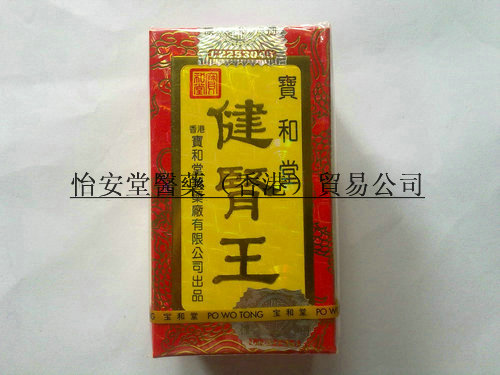 寶和堂
健腎王
香港寶和堂製藥廠有限公司出品
怡安堂醫藥（香港）貿易公司
宝和堂 PO WO TONG 宝和堂 PO W